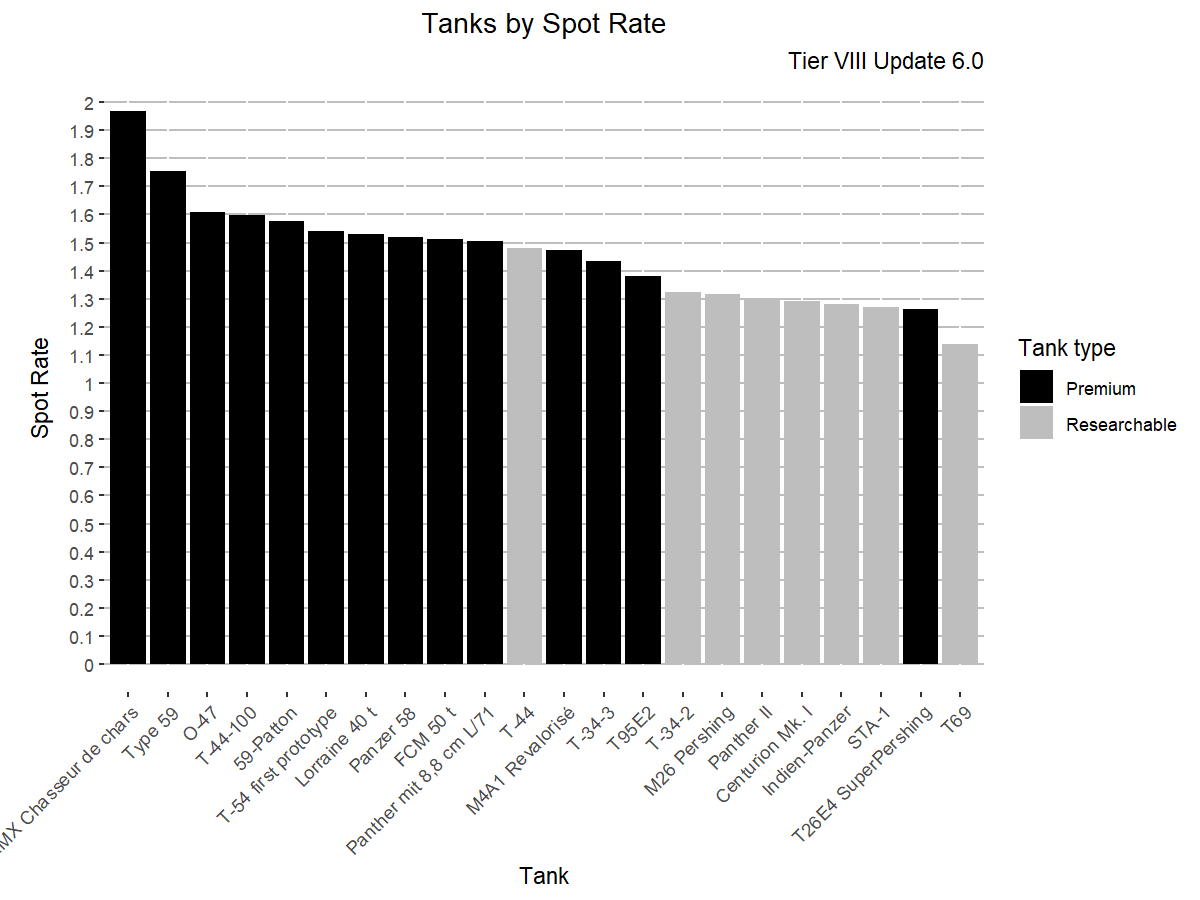 Tanks by Spot Rate
Tier VIII Update 6.0
Spot Rate
2
1.9
1.8
1.7
1.6
1.5
1.4
1.3
1.2
1.1
1
0.9
0.8
0.7
0.6
0.5
0.4
0.3
0.2
0.1
0
MX Chasseur de chars
Type 59
O-47
T-44-100
59-Patton
T-54 first prototype
Lorraine 40 t
Panzer 58
FCM 50 t
Panther mit 8,8 cm L/71
T-44
M4A1 Revalorisé
T-34-3
T95E2
T-34-2
M26 Pershing
Panther II
Centurion Mk. I
Indien-Panzer
STA-1
T26E4 SuperPershing
T69
Tank
Tank type
Premium
Researchable